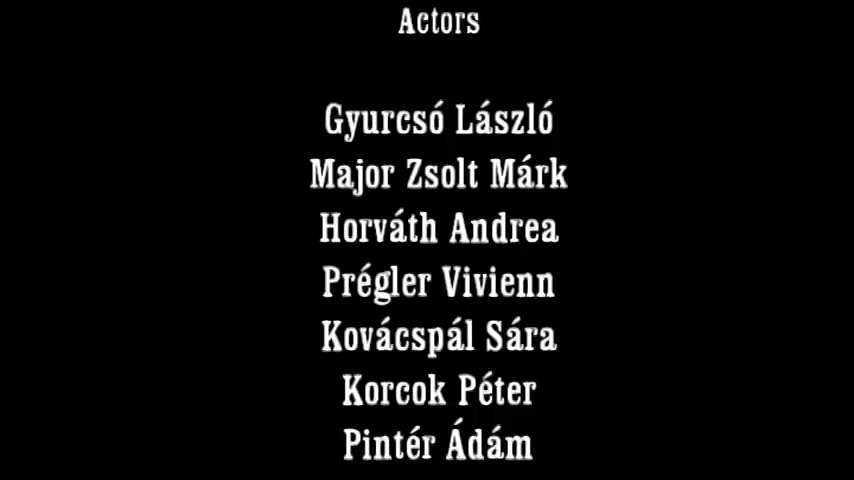 Actors
Gyurcsó László
Major Zsolt Márk
Horváth Andrea
Prégler Vivienn
Kovácspál Sára
Korcok Péter
Pintér Ádám